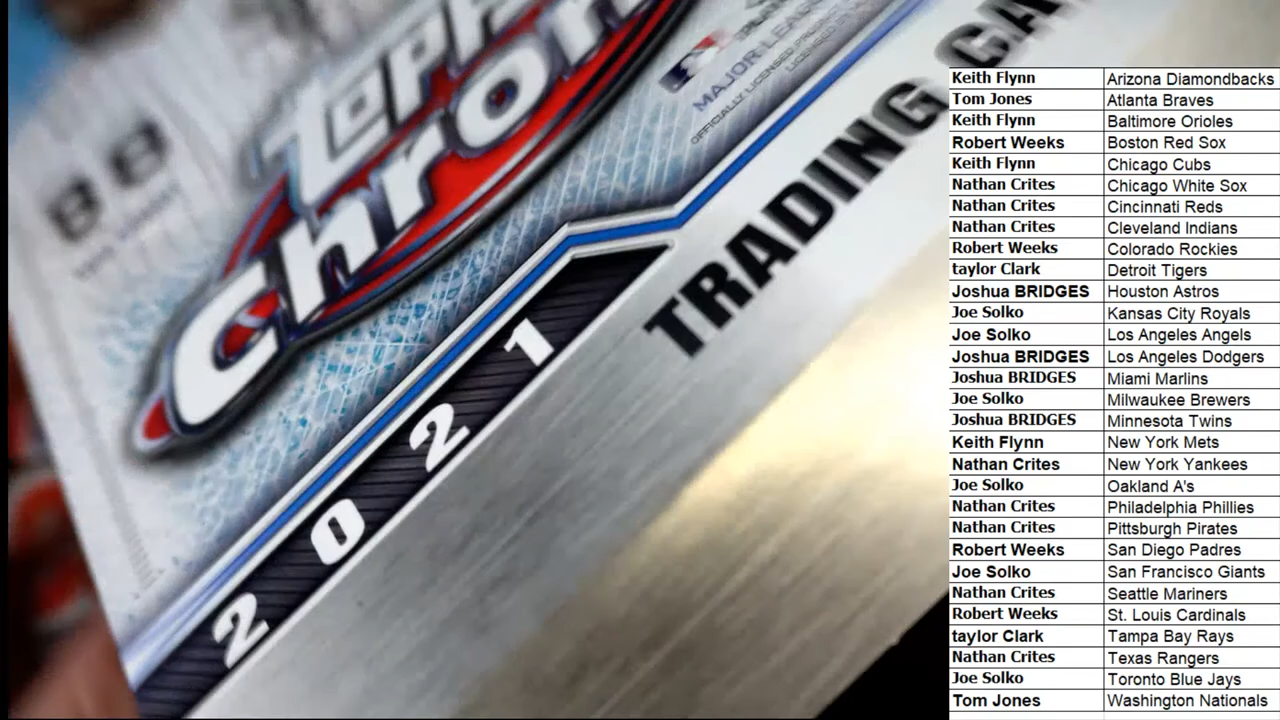 Topps
Chrome
MAJOR LEAGUE
OFFICIALLY LICENSED
2021
TRADING CA
Keith Flynn Arizona Diamondbacks
Tom Jones Atlanta Braves
Keith Flynn Baltimore Orioles
Robert Weeks Boston Red Sox
Keith Flynn Chicago Cubs
Nathan Crites Chicago White Sox
Nathan Crites Cincinnati Reds
Nathan Crites Cleveland Indians
Robert Weeks Colorado Rockies
taylor Clark Detroit Tigers
Joshua BRIDGES Houston Astros
Joe Solko Kansas City Royals
Joe Solko Los Angeles Angels
Joshua BRIDGES Los Angeles Dodgers
Joshua BRIDGES Miami Marlins
Joe Solko Milwaukee Brewers
Joshua BRIDGES Minnesota Twins
Keith Flynn New York Mets
Nathan Crites New York Yankees
Joe Solko Oakland A's
Nathan Crites Philadelphia Phillies
Nathan Crites Pittsburgh Pirates
Robert Weeks San Diego Padres
Joe Solko San Francisco Giants
Nathan Crites Seattle Mariners
Robert Weeks St. Louis Cardinals
taylor Clark Tampa Bay Rays
Nathan Crites Texas Rangers
Joe Solko Toronto Blue Jays
Tom Jones Washington Nationals